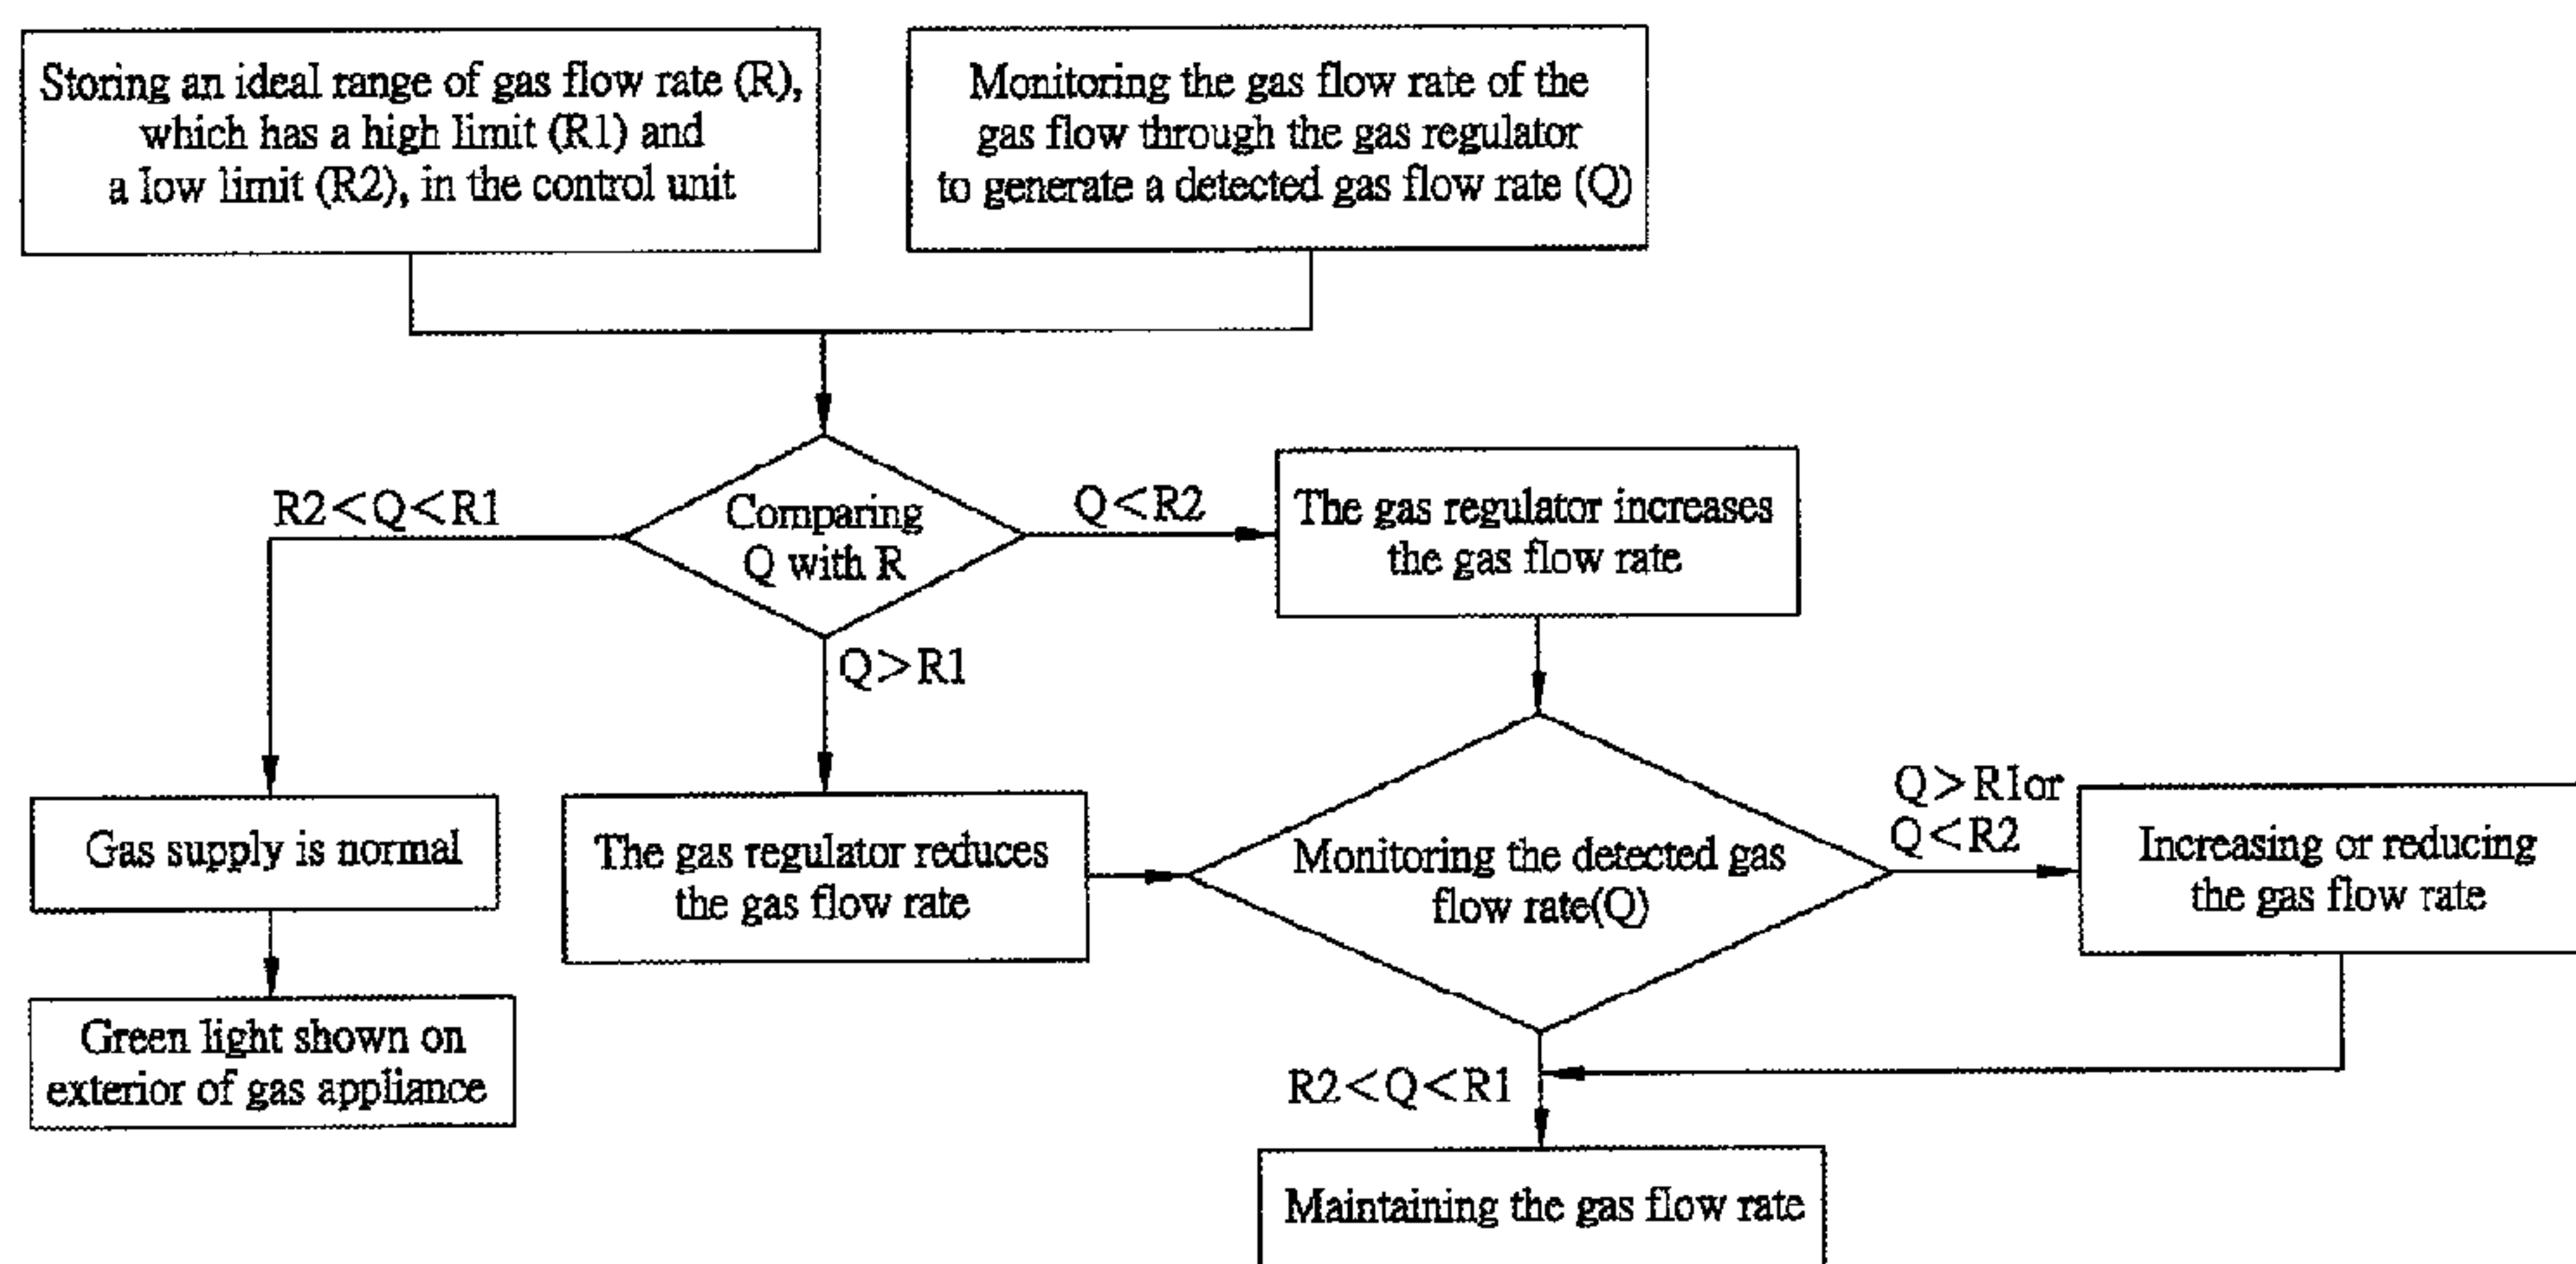 Storing an ideal range of gas flow rate (R),
which has a high limit (R1) and
a low limit (R2), in the control unit
Monitoring the gas flow rate of the
gas flow through the gas regulator
to generate a detected gas flow rate (Q)
R2<Q<R1
Comparing
Q with R
Q<R2
The gas regulator increases
the gas flow rate
Q>R1
Gas supply is normal
The gas regulator reduces
the gas flow rate
Monitoring the detected gas
flow rate(Q)
Q>R1or
Q<R2
Increasing or reducing
the gas flow rate
Green light shown on
exterior of gas appliance
R2<Q<R1
Maintaining the gas flow rate